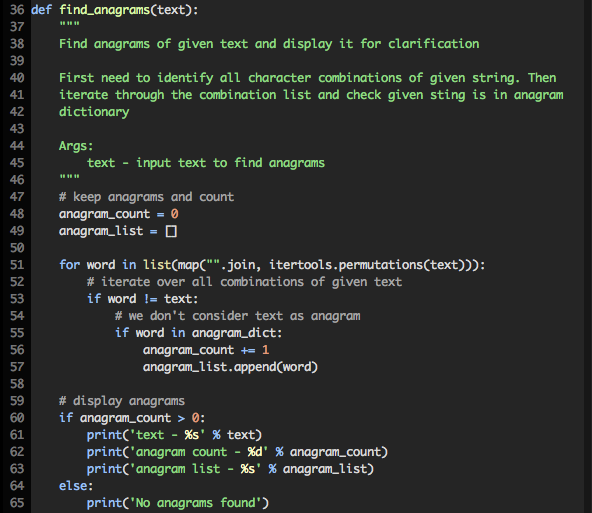 36 def find_anagrams(text):
37     """
38     Find anagrams of given text and display it for clarification
39
40     First need to identify all character combinations of given string. Then
41     iterate through the combination list and check given sting is in anagram
42     dictionary
43
44     Args:
45         text - input text to find anagrams
46     """
47     # keep anagrams and count
48     anagram_count = 0
49     anagram_list = []
50
51     for word in list(map("".join, itertools.permutations(text))):
52         # iterate over all combinations of given text
53         if word != text:
54             # we don't consider text as anagram
55             if word in anagram_dict:
56                 anagram_count += 1
57                 anagram_list.append(word)
58
59     # display anagrams
60     if anagram_count > 0:
61         print('text - %s' % text)
62         print('anagram count - %d' % anagram_count)
63         print('anagram list - %s' % anagram_list)
64     else:
65         print('No anagrams found')